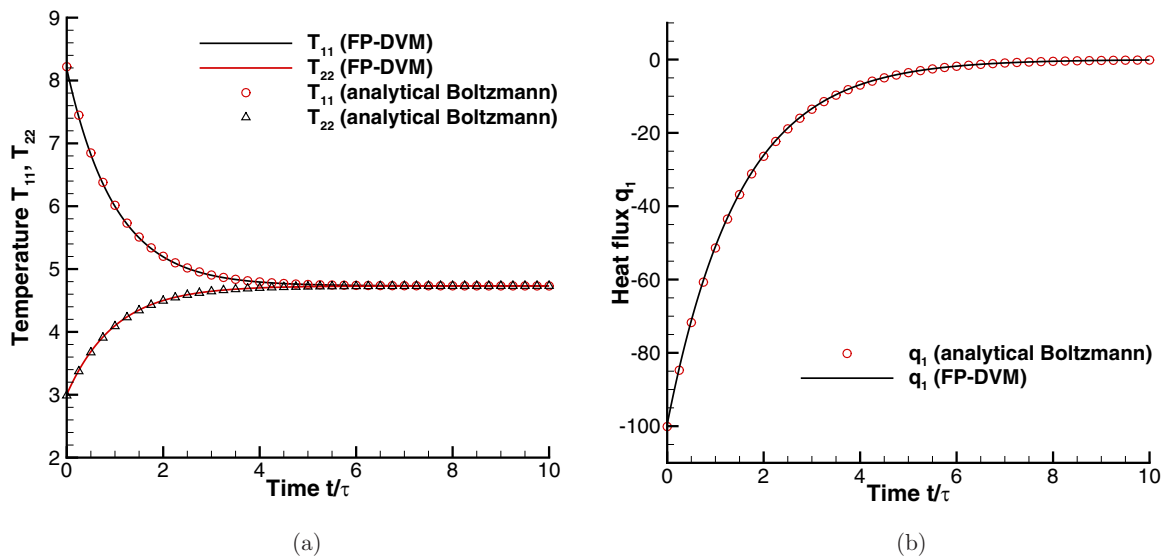 9
8
7
6
5
4
3
2
0
2
4
6
8
10
Temperature T11, T22
Time t/τ
T11 (FP-DVM)
T22 (FP-DVM)
T11 (analytical Boltzmann)
T22 (analytical Boltzmann)
(a)
0
-20
-40
-60
-80
-100
0
2
4
6
8
10
Heat flux q1
Time t/τ
q1 (analytical Boltzmann)
q1 (FP-DVM)
(b)